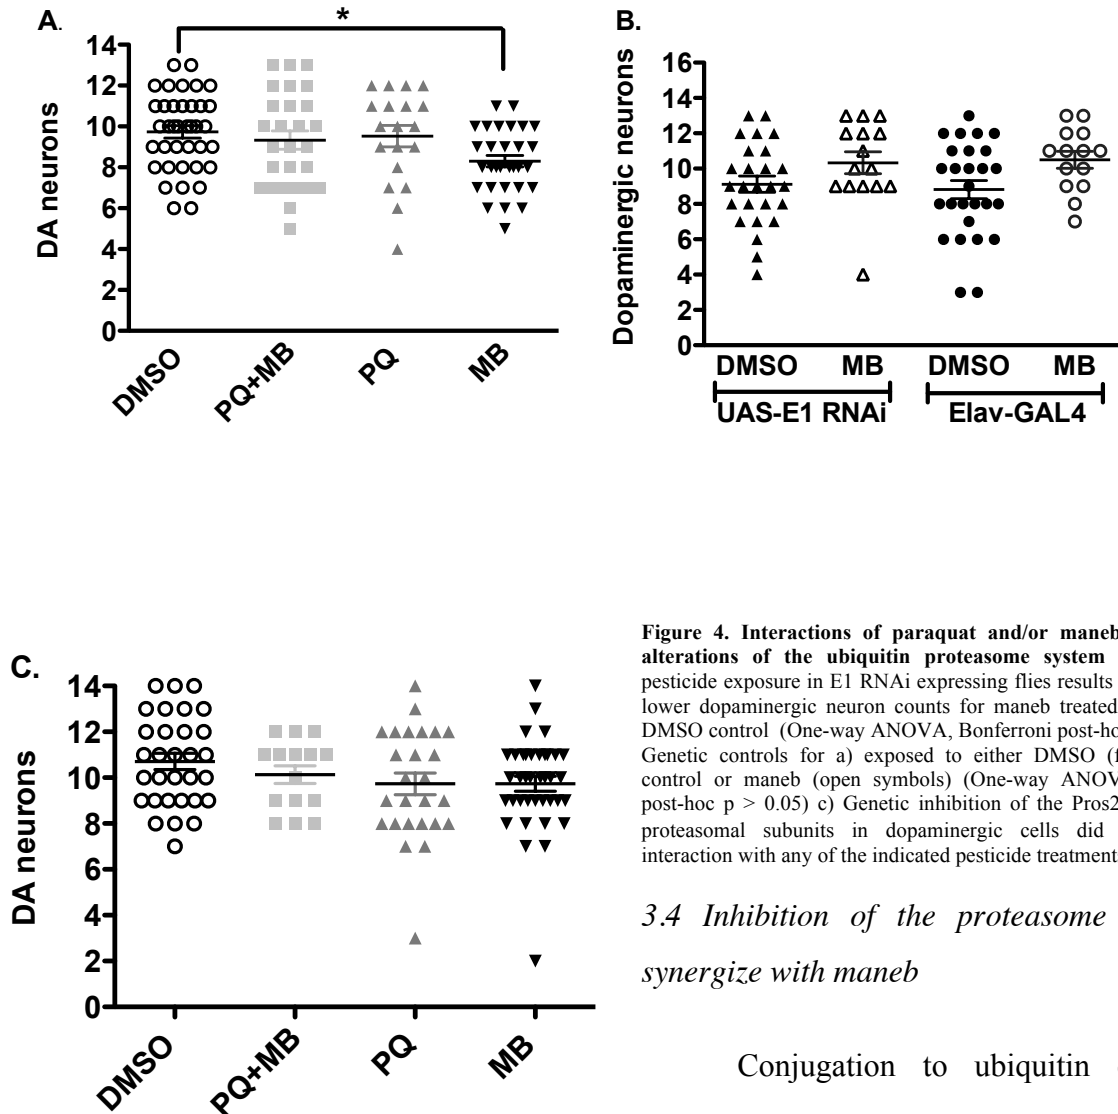 A.
*
14
12
10
8
6
4
2
0
DA neurons
DMSO
PQ+MB
PQ
MB
B.
16
14
12
10
8
6
4
2
0
Dopaminergic neurons
DMSO MB DMSO MB
UAS-E1 RNAi Elav-GAL4
C.
14
12
10
8
6
4
2
0
DA neurons
DMSO
PQ+MB
PQ
MB
Figure 4. Interactions of paraquat and/or maneb
alterations of the ubiquitin proteasome system
pesticide exposure in E1 RNAi expressing flies results
lower dopaminergic neuron counts for maneb treated
DMSO control (One-way ANOVA, Bonferroni post-ho
Genetic controls for a) exposed to either DMSO (f
control or maneb (open symbols) (One-way ANOV
post-hoc p > 0.05) c) Genetic inhibition of the Pros2
proteasomal subunits in dopaminergic cells did
interaction with any of the indicated pesticide treatment
3.4 Inhibition of the proteasome
synergize with maneb
Conjugation to ubiquitin